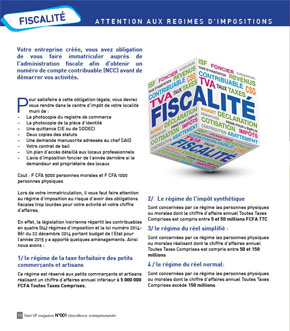 FISCALITÉ
ATTENTION AUX REGIMES D'IMPOSITIONS
Votre entreprise créée, vous avez obligation
de vous faire immatriculer auprès de
l'administration fiscale afin d'obtenir un
numéro de compte contribuable (NCC) avant de
démarrer vos activités.
Pour satisfaire à cette obligation légale, vous devrez
vous rendre dans le centre d'impôt de votre localité
muni de :
- La photocopie du registre de commerce
- La photocopie de la pièce d'identité
- Une quittance CIE ou de SODECI
- Deux copies des statuts
- Une demande manuscrite adressée au chef SAID
- Votre contrat de bail
- Un plan d'accès détaillé aux locaux professionnels
- L'avis d'imposition foncier de l'année dernière si le
demandeur est propriétaire des locaux
Coût : F CFA 5000 personnes morales et F CFA 1000
personnes physiques
Lors de votre immatriculation, il vous faut faire attention
au régime d'imposition au risque d'avoir des obligations
fiscales trop lourdes pour votre activité et votre chiffre
d'affaires.
En effet, la législation ivoirienne répartit les contribuables
en quatre (04) régimes d'imposition et la loi numéro 2014-
861 du 22 décembre 2014 portant budget de l'État pour
l'année 2015 y a apporté quelques aménagements. Ainsi
nous avons :
1/ le régime de la taxe forfaitaire des petits
commerçants et artisans
Ce régime est réservé aux petits commerçants et artisans
réalisant un chiffre d'affaires annuel inférieur à 5 000 000
FCFA Toutes Taxes Comprises.
FISCALITÉ
TVA
TAXES
IMPÔTS
2/ Le régime de l'impôt synthétique
Sont concernées par ce régime les personnes physiques
ou morales dont le chiffre d'affaires annuel Toutes Taxes
Comprises est compris entre 5 et 50 millions FCFA TTC
3/ le régime du réel simplifié :
Sont concernées par ce régime les personnes physiques
ou morales réalisant dont le chiffre d'affaires annuel
Toutes Taxes Comprises est compris entre 50 et 150
millions
4 / le régime du réel normal:
Sont concernées par ce régime les personnes physiques
ou morales dont le chiffre d'affaires annuel Toutes Taxes
Comprises excède 150 millions
Start UP magazine N°001